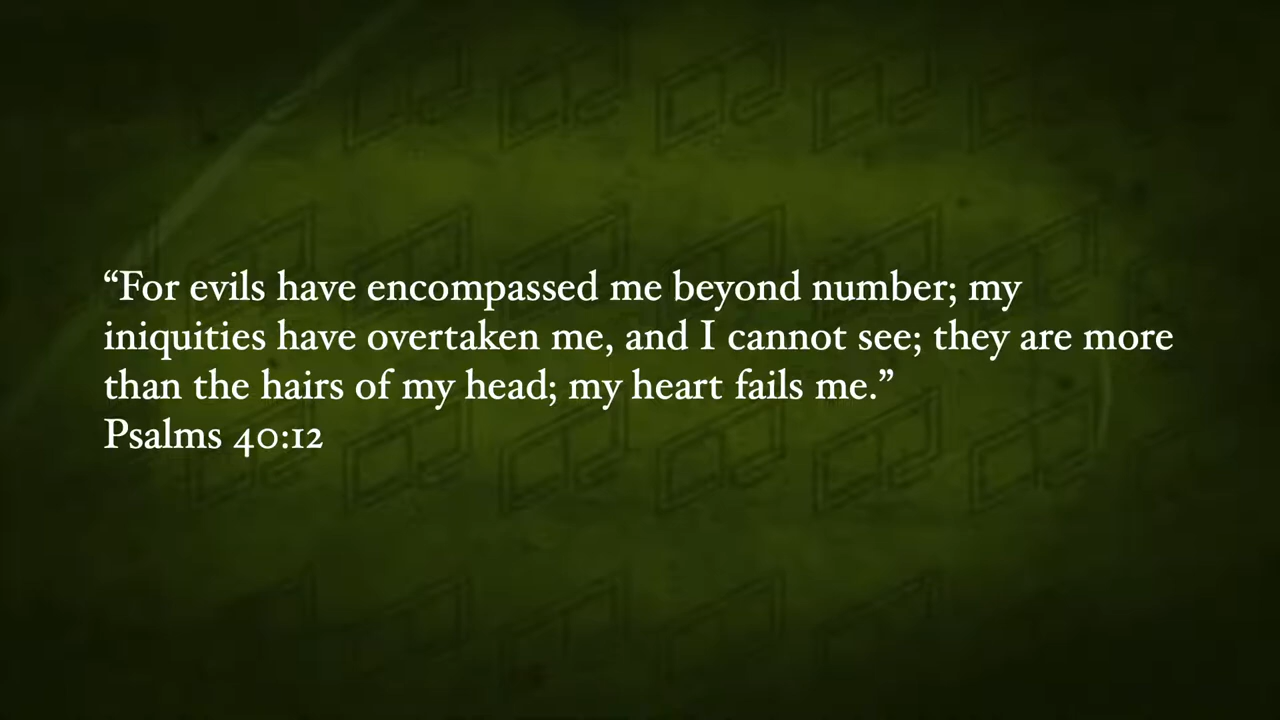 “For evils have encompassed me beyond number; my
iniquities have overtaken me, and I cannot see; they are more
than the hairs of my head; my heart fails me.”
Psalms 40:12